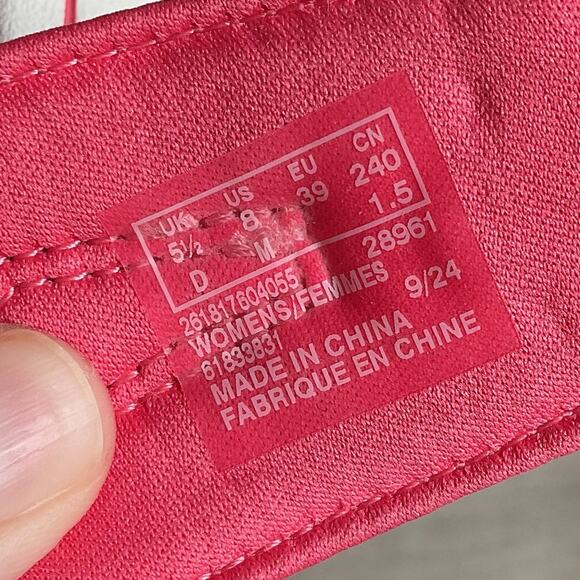 UK US EU CN
5½ 8 39 240
D M 1.5
261817604055 28961
WOMENS/FEMMES
61833831 9/24
MADE IN CHINA
FABRIQUE EN CHINE